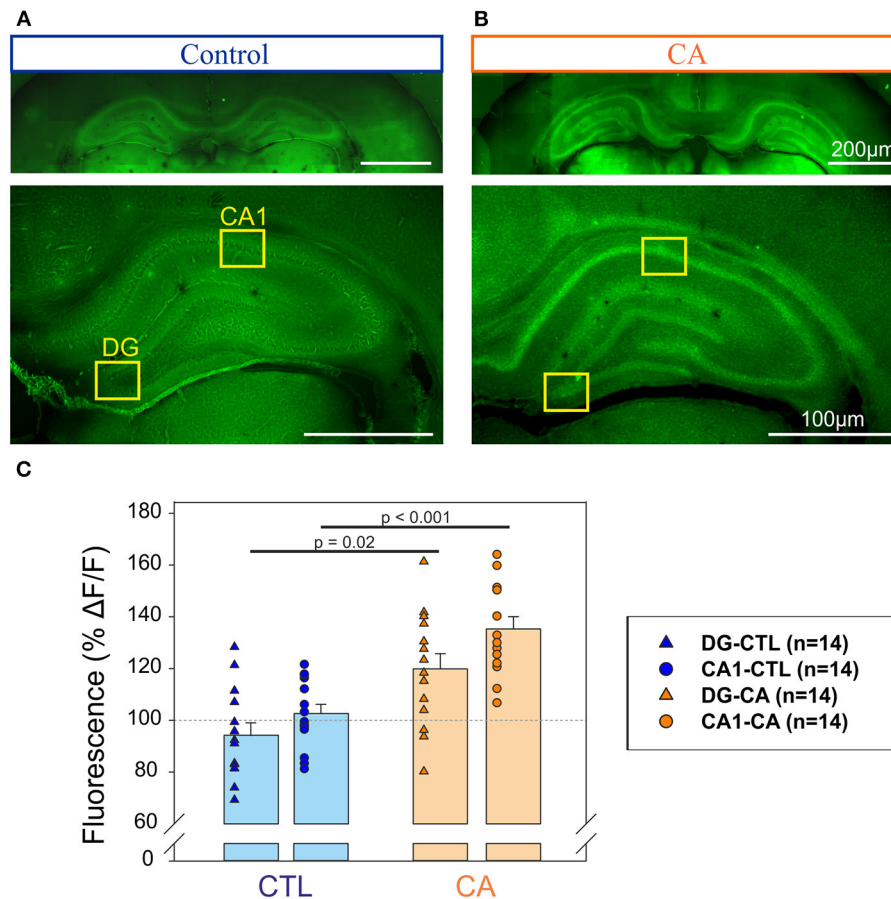 A
B
Control
CA
200µm
CA1
DG
100µm
C
Fluorescence (% ΔF/F)
180
160
140
120
100
80
60
0
p < 0.001
p = 0.02
CTL
CA
DG-CTL (n=14)
CA1-CTL (n=14)
DG-CA (n=14)
CA1-CA (n=14)